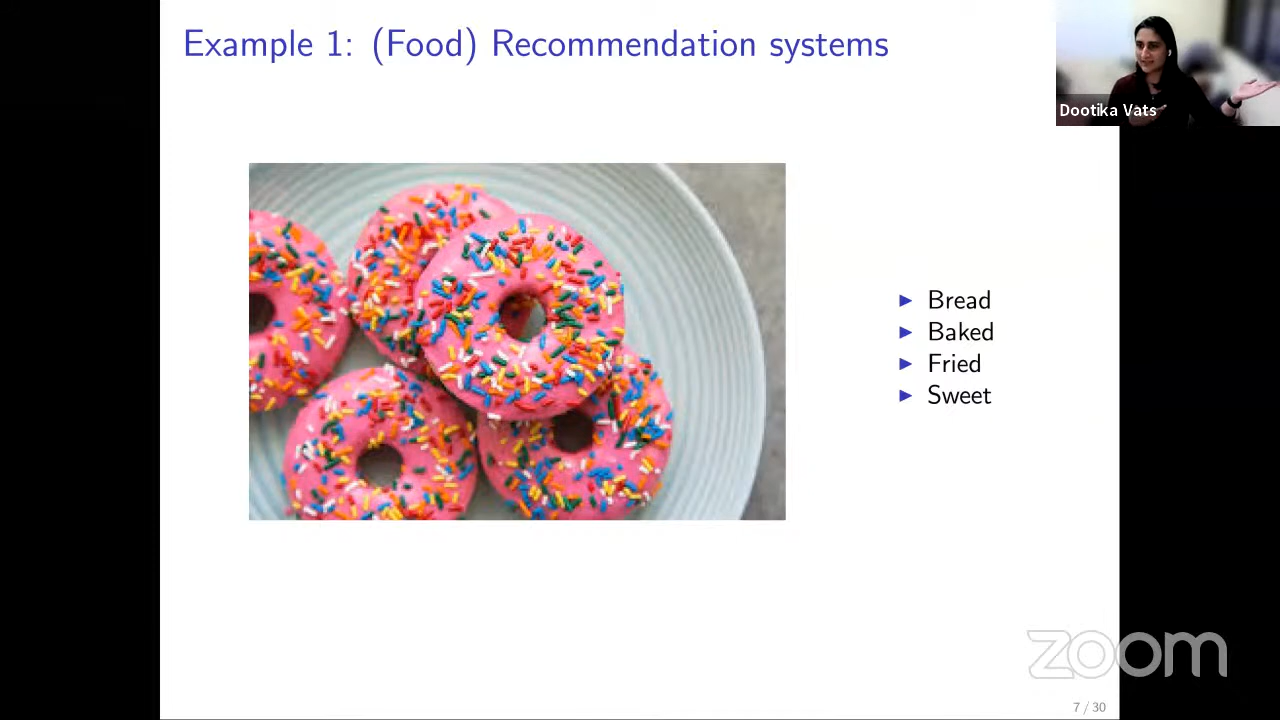 Example 1: (Food) Recommendation systems
Dootika Vats
Bread
Baked
Fried
Sweet
zoom
7 / 30